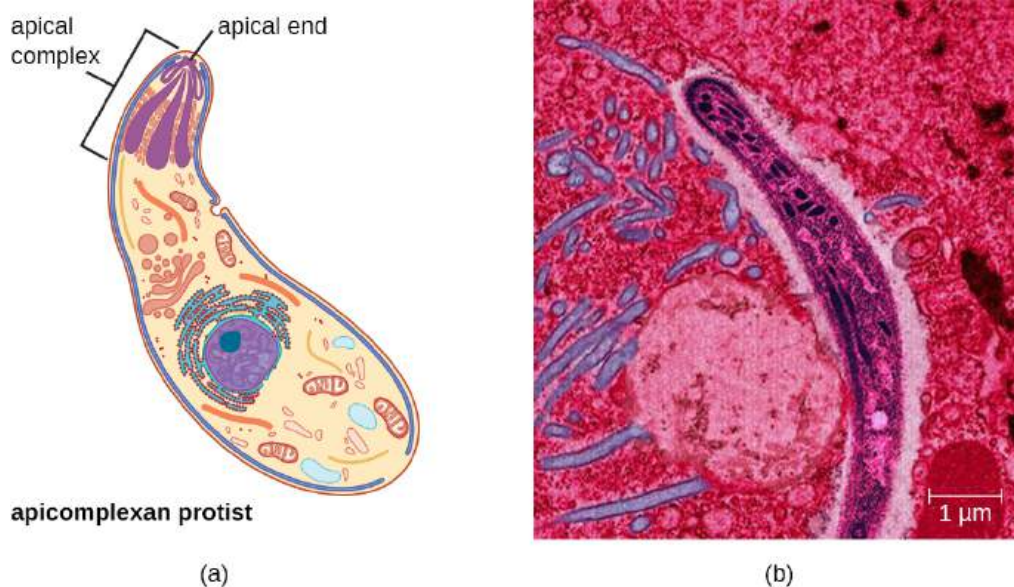 apical
complex
apical end
apicomplexan protist
1 µm
(a)
(b)